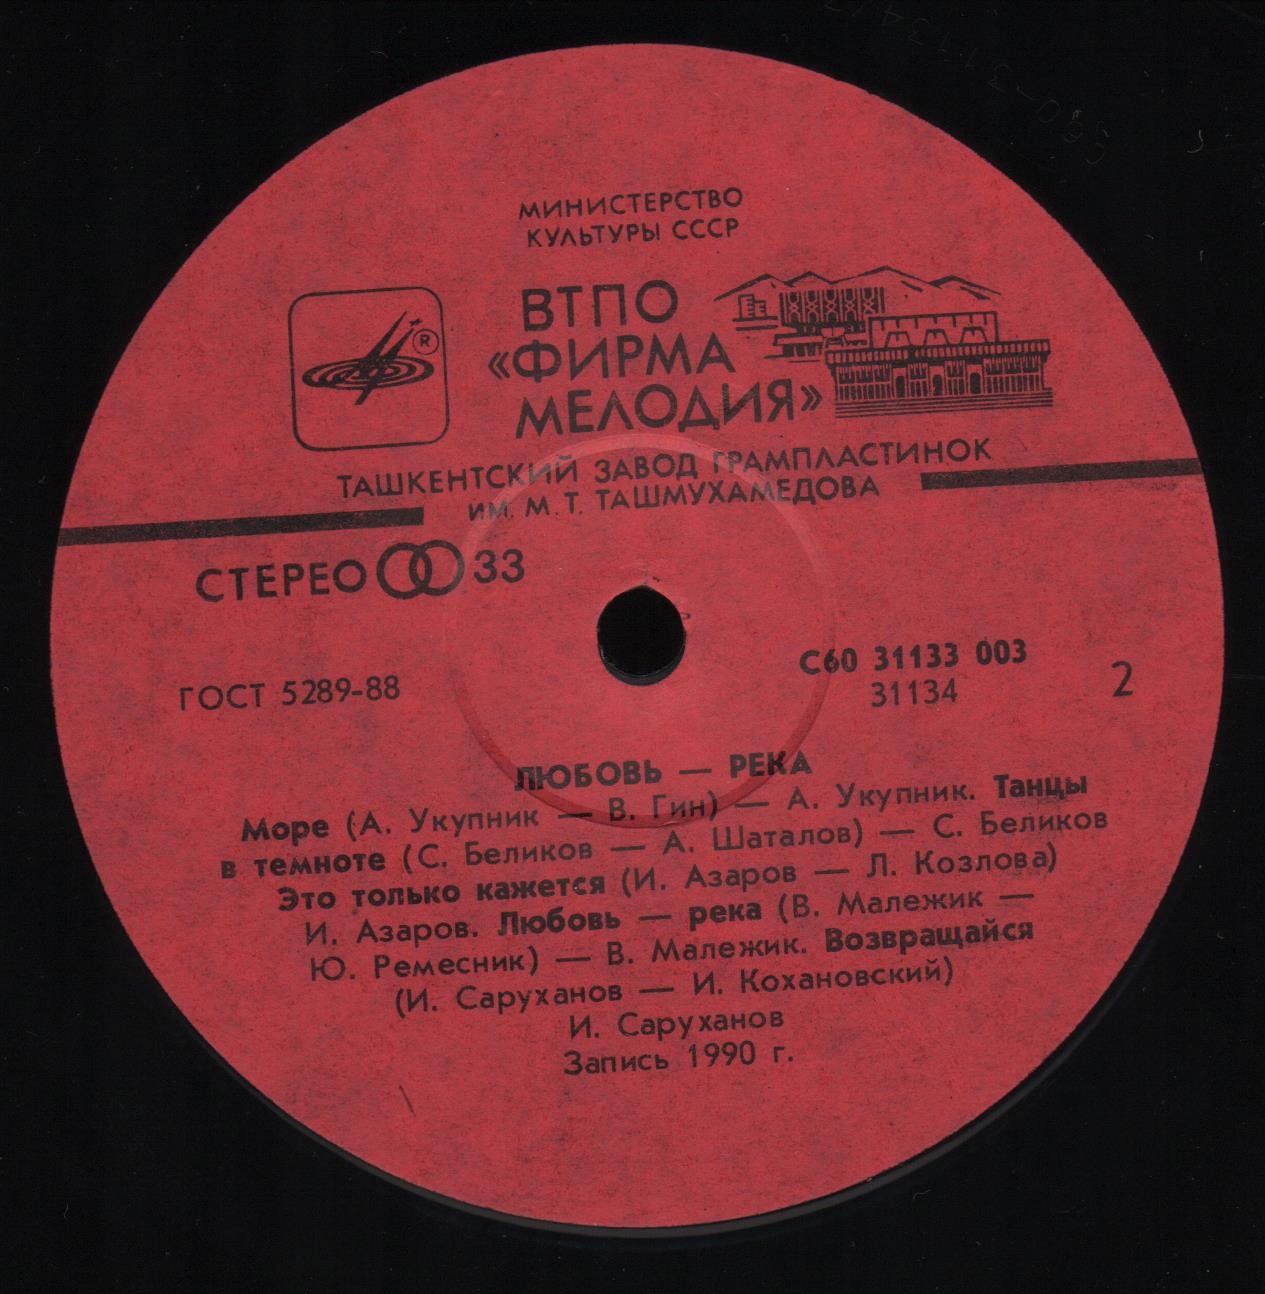 МИНИСТЕРСТВО
КУЛЬТУРЫ СССР
ВТПО
«ФИРМА
МЕЛОДИЯ»
®
ТАШКЕНТСКИЙ ЗАВОД ГРАМПЛАСТИНОК
ИМ. М. Т. ТАШМУХАМЕДОВА
СТЕРЕО 33
ГОСТ 5289-88
С60 31133 003
31134
2
ЛЮБОВЬ — РЕКА
Море (А. Укупник — В. Гин) — А. Укупник. Танцы
в темноте (С. Беликов — А. Шаталов) — С. Беликов
Это только кажется (И. Азаров — Л. Козлова)
И. Азаров. Любовь — река (В. Малежик —
Ю. Ремесник) — В. Малежик. Возвращайся
(И. Саруханов — И. Кохановский)
И. Саруханов
Запись 1990 г.